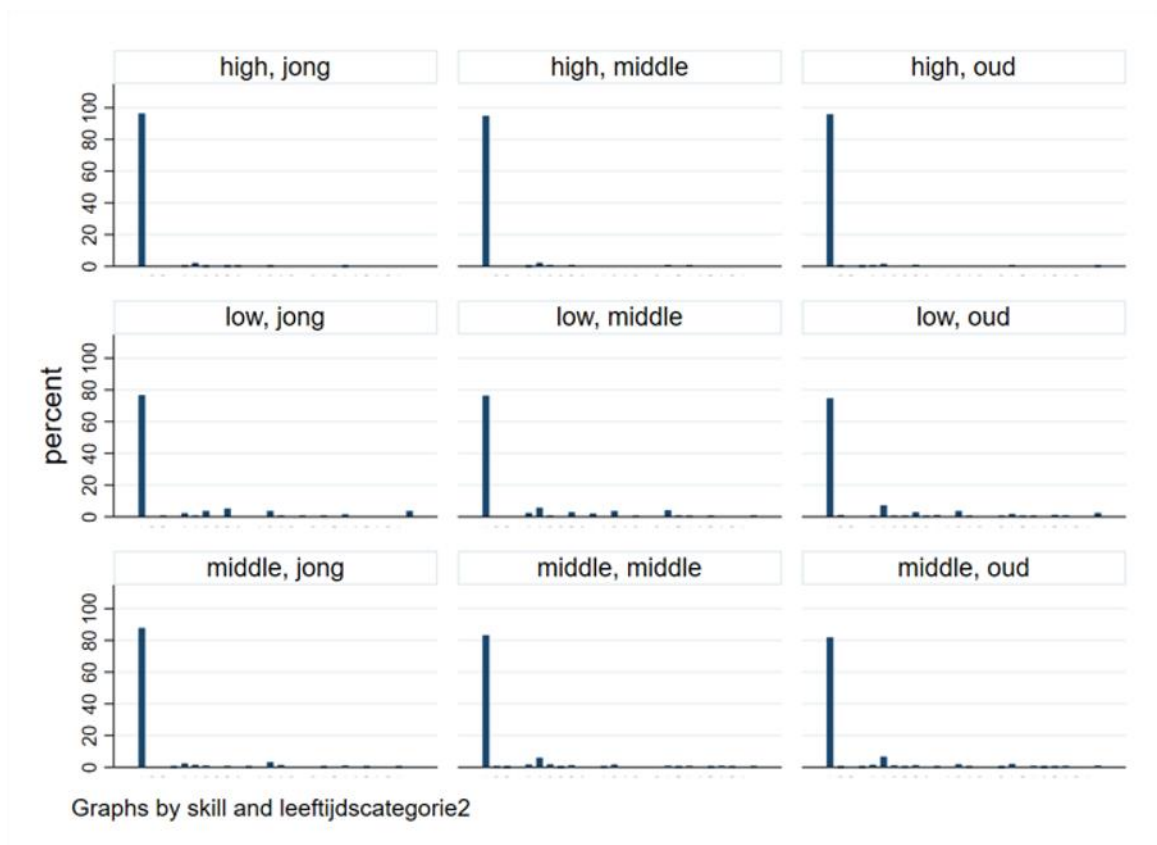 high, jong
high, middle
high, oud
100
80
60
40
20
0
low, jong
low, middle
low, oud
100
80
60
40
20
0
middle, jong
middle, middle
middle, oud
100
80
60
40
20
0
percent
Graphs by skill and leeftijdscategorie2